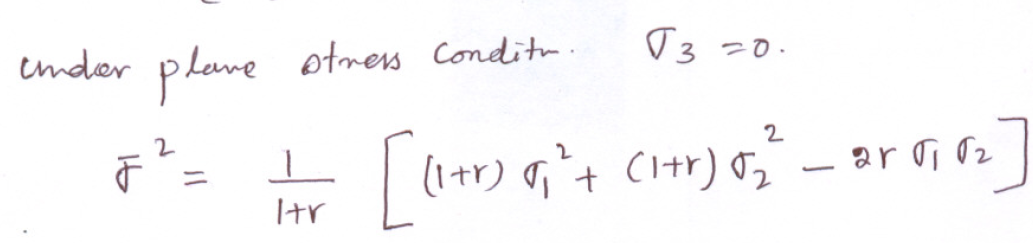 under plane stress conditn. σ3 = 0.
σ̄² = 1/(1+r) [(1+r) σ1² + (1+r) σ2² − 2r σ1 σ2]